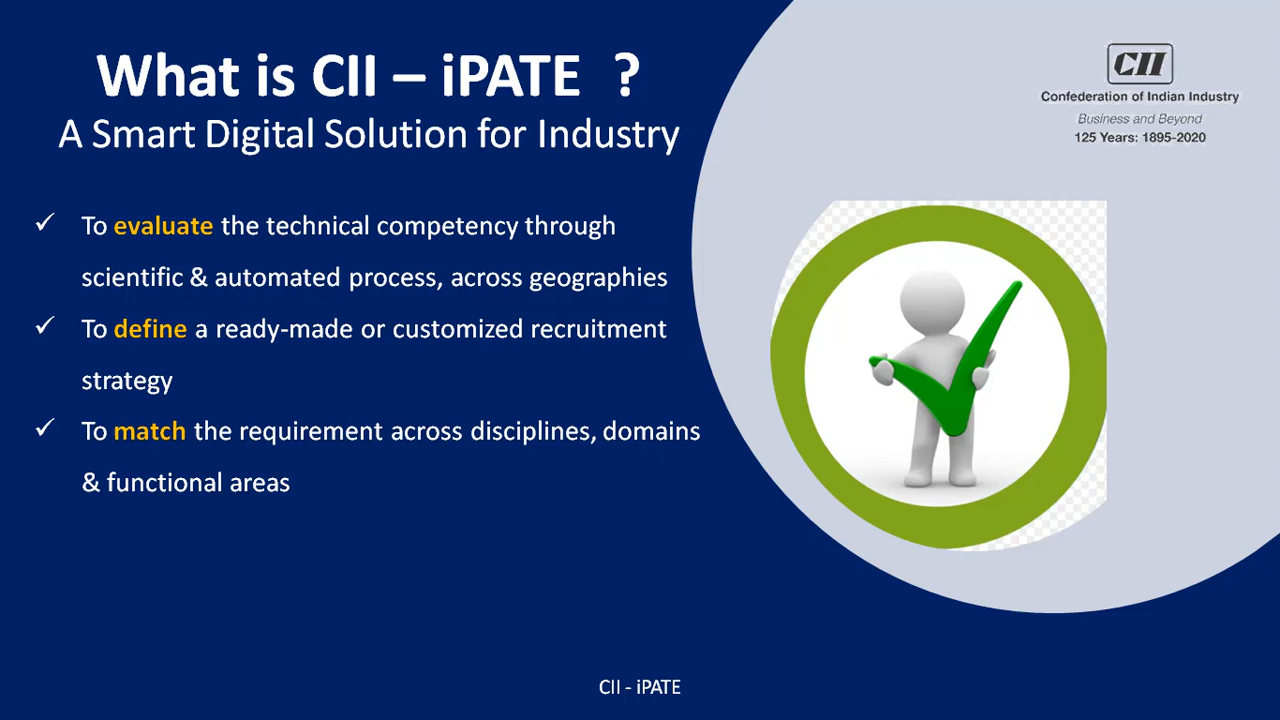 What is CII – iPATE ?
A Smart Digital Solution for Industry
CII
Confederation of Indian Industry
Business and Beyond
125 Years: 1895-2020
✓ To evaluate the technical competency through
scientific & automated process, across geographies
✓ To define a ready-made or customized recruitment
strategy
✓ To match the requirement across disciplines, domains
& functional areas
CII - iPATE